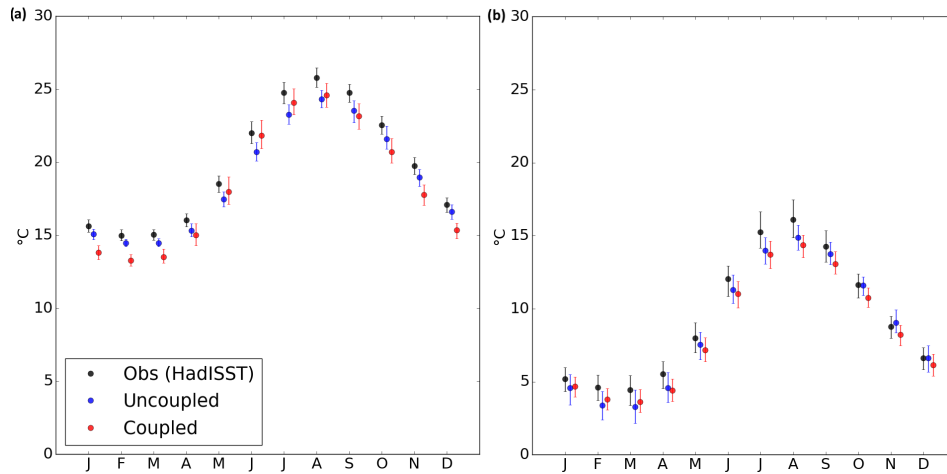 (a)
30
25
20
°C
15
10
5
0
Obs (HadISST)
Uncoupled
Coupled
J F M A M J J A S O N D
(b)
30
25
20
°C
15
10
5
0
J F M A M J J A S O N D